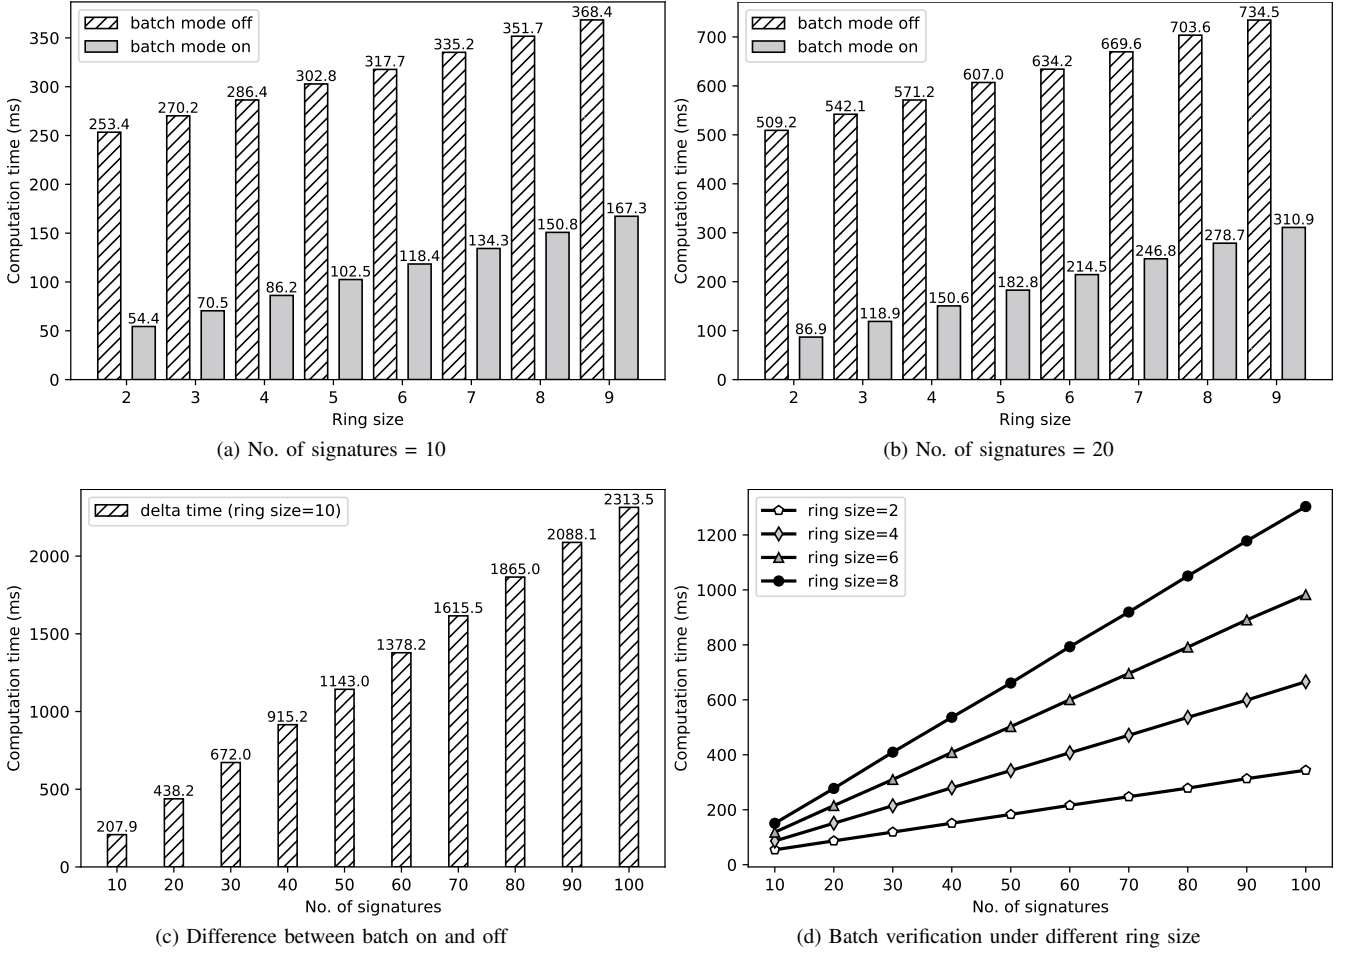 batch mode off
batch mode on
Computation time (ms)
0
50
100
150
200
250
300
350
253.4
270.2
286.4
302.8
317.7
335.2
351.7
368.4
54.4
70.5
86.2
102.5
118.4
134.3
150.8
167.3
2 3 4 5 6 7 8 9
Ring size
(a) No. of signatures = 10
batch mode off
batch mode on
Computation time (ms)
0
100
200
300
400
500
600
700
509.2
542.1
571.2
607.0
634.2
669.6
703.6
734.5
86.9
118.9
150.6
182.8
214.5
246.8
278.7
310.9
2 3 4 5 6 7 8 9
Ring size
(b) No. of signatures = 20
delta time (ring size=10)
Computation time (ms)
0
500
1000
1500
2000
207.9
438.2
672.0
915.2
1143.0
1378.2
1615.5
1865.0
2088.1
2313.5
10 20 30 40 50 60 70 80 90 100
No. of signatures
(c) Difference between batch on and off
ring size=2
ring size=4
ring size=6
ring size=8
Computation time (ms)
0
200
400
600
800
1000
1200
10 20 30 40 50 60 70 80 90 100
No. of signatures
(d) Batch verification under different ring size